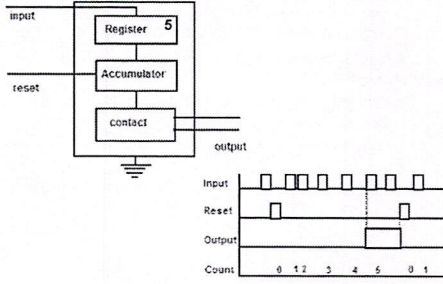 input
Register 5
Accumulator
reset
contact
output
Input
Reset
Output
Count 0 1 2 3 4 5 0 1